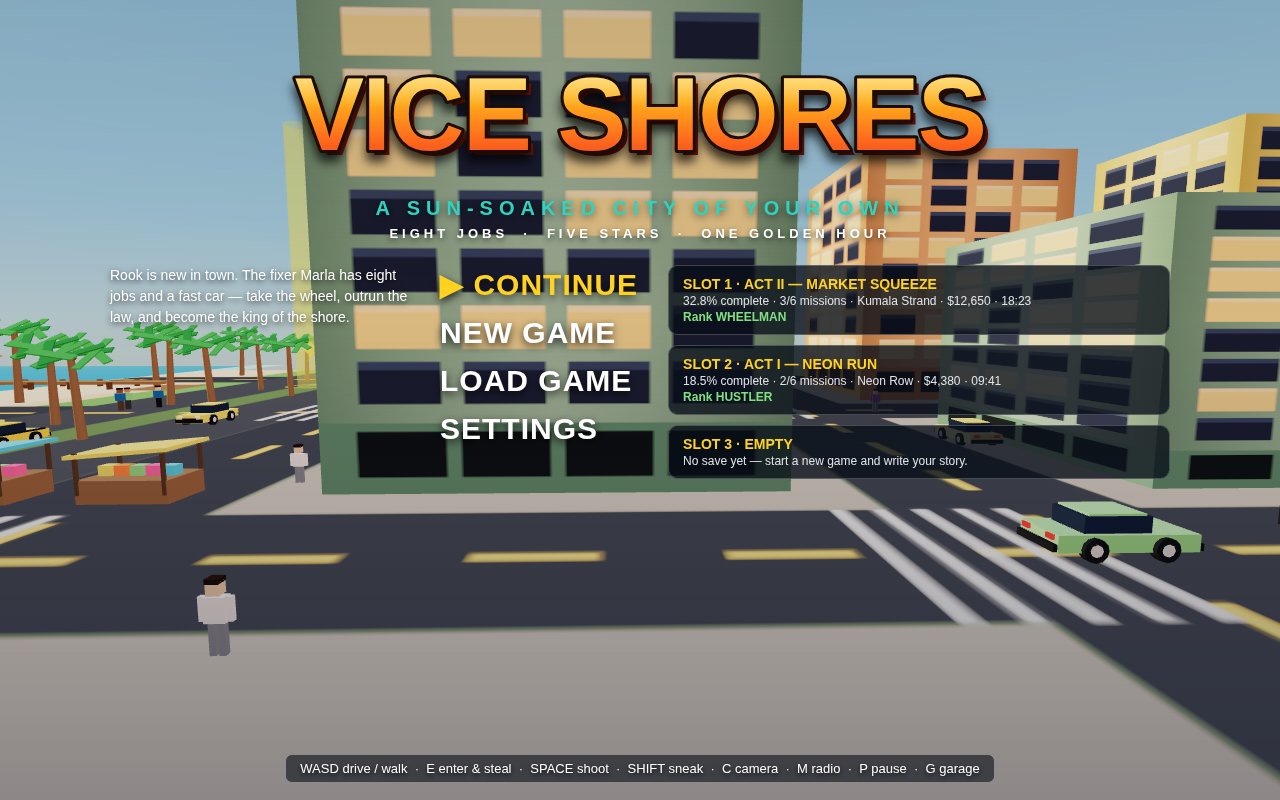 VICE SHORES
A SUN-SOAKED CITY OF YOUR OWN
EIGHT JOBS · FIVE STARS · ONE GOLDEN HOUR
Rook is new in town. The fixer Marla has eight
jobs and a fast car — take the wheel, outrun the
law, and become the king of the shore.
▶ CONTINUE
NEW GAME
LOAD GAME
SETTINGS
SLOT 1 · ACT II — MARKET SQUEEZE
32.8% complete · 3/6 missions · Kumala Strand · $12,650 · 18:23
Rank WHEELMAN
SLOT 2 · ACT I — NEON RUN
18.5% complete · 2/6 missions · Neon Row · $4,380 · 09:41
Rank HUSTLER
SLOT 3 · EMPTY
No save yet — start a new game and write your story.
WASD drive / walk · E enter & steal · SPACE shoot · SHIFT sneak · C camera · M radio · P pause · G garage